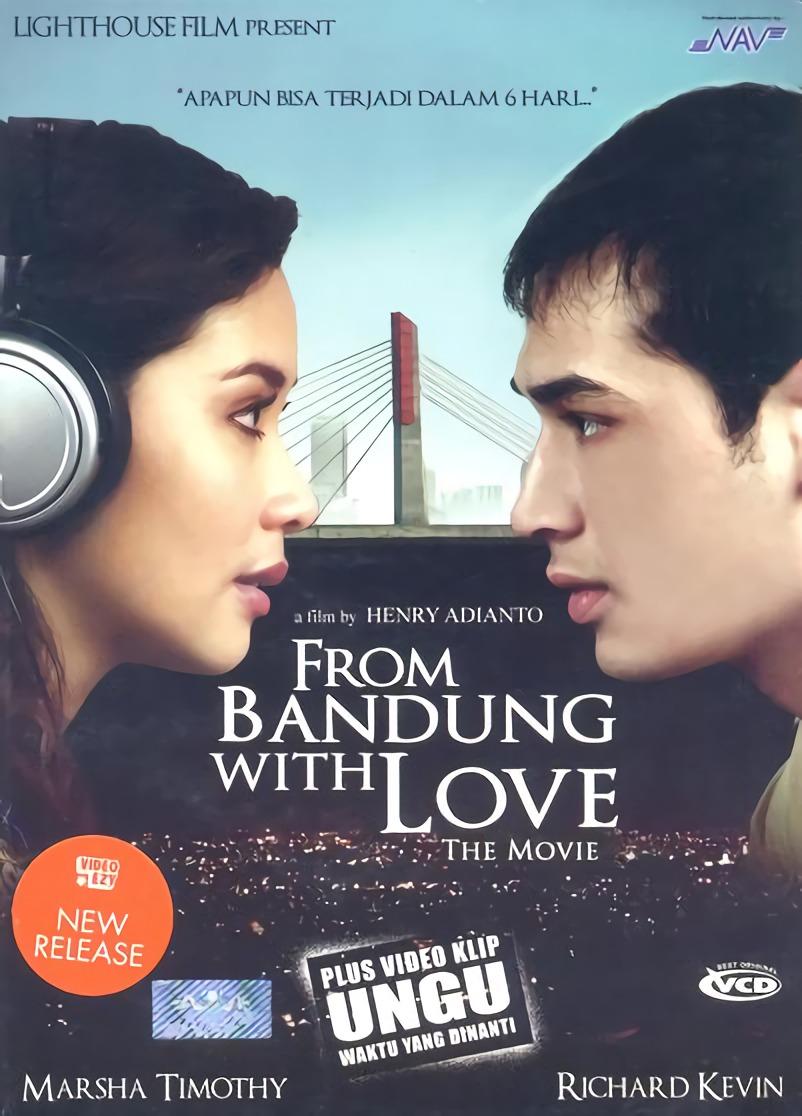 LIGHTHOUSE FILM PRESENT
NAV
"APAPUN BISA TERJADI DALAM 6 HARI..."
a film by HENRY ADIANTO
FROM
BANDUNG
WITH LOVE
THE MOVIE
VIDEO
EZY
NEW
RELEASE
PLUS VIDEO KLIP
UNGU
WAKTU YANG DINANTI
VCD
MARSHA TIMOTHY
RICHARD KEVIN